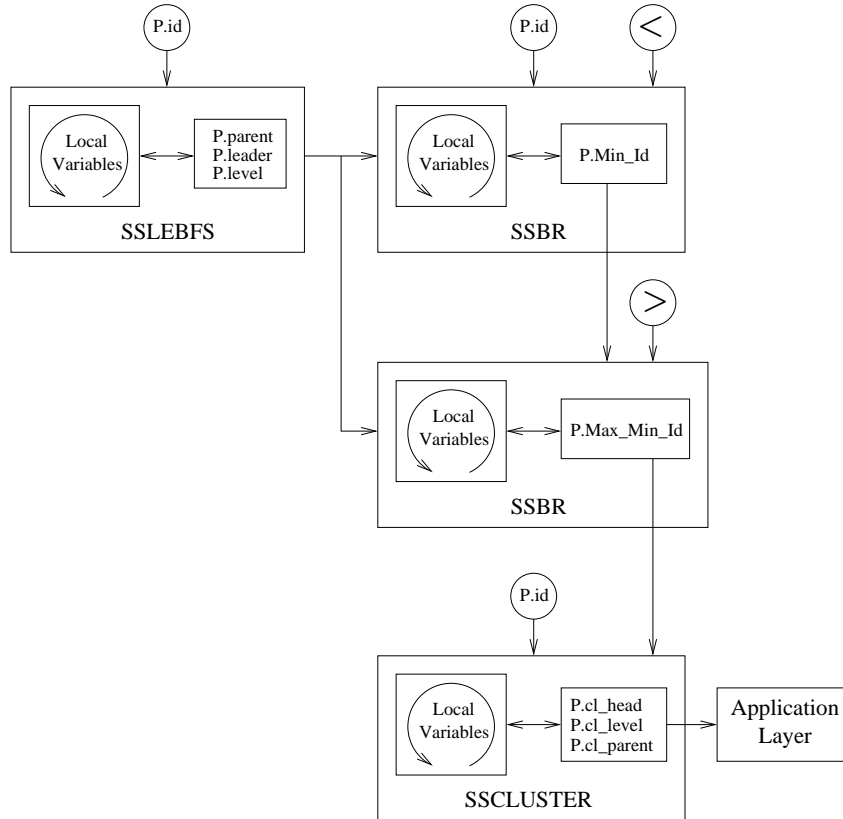 P.id
P.id
<
Local
Variables
P.parent
P.leader
P.level
SSLEBFS
Local
Variables
P.Min_Id
SSBR
>
Local
Variables
P.Max_Min_Id
SSBR
P.id
Local
Variables
P.cl_head
P.cl_level
P.cl_parent
SSCLUSTER
Application
Layer